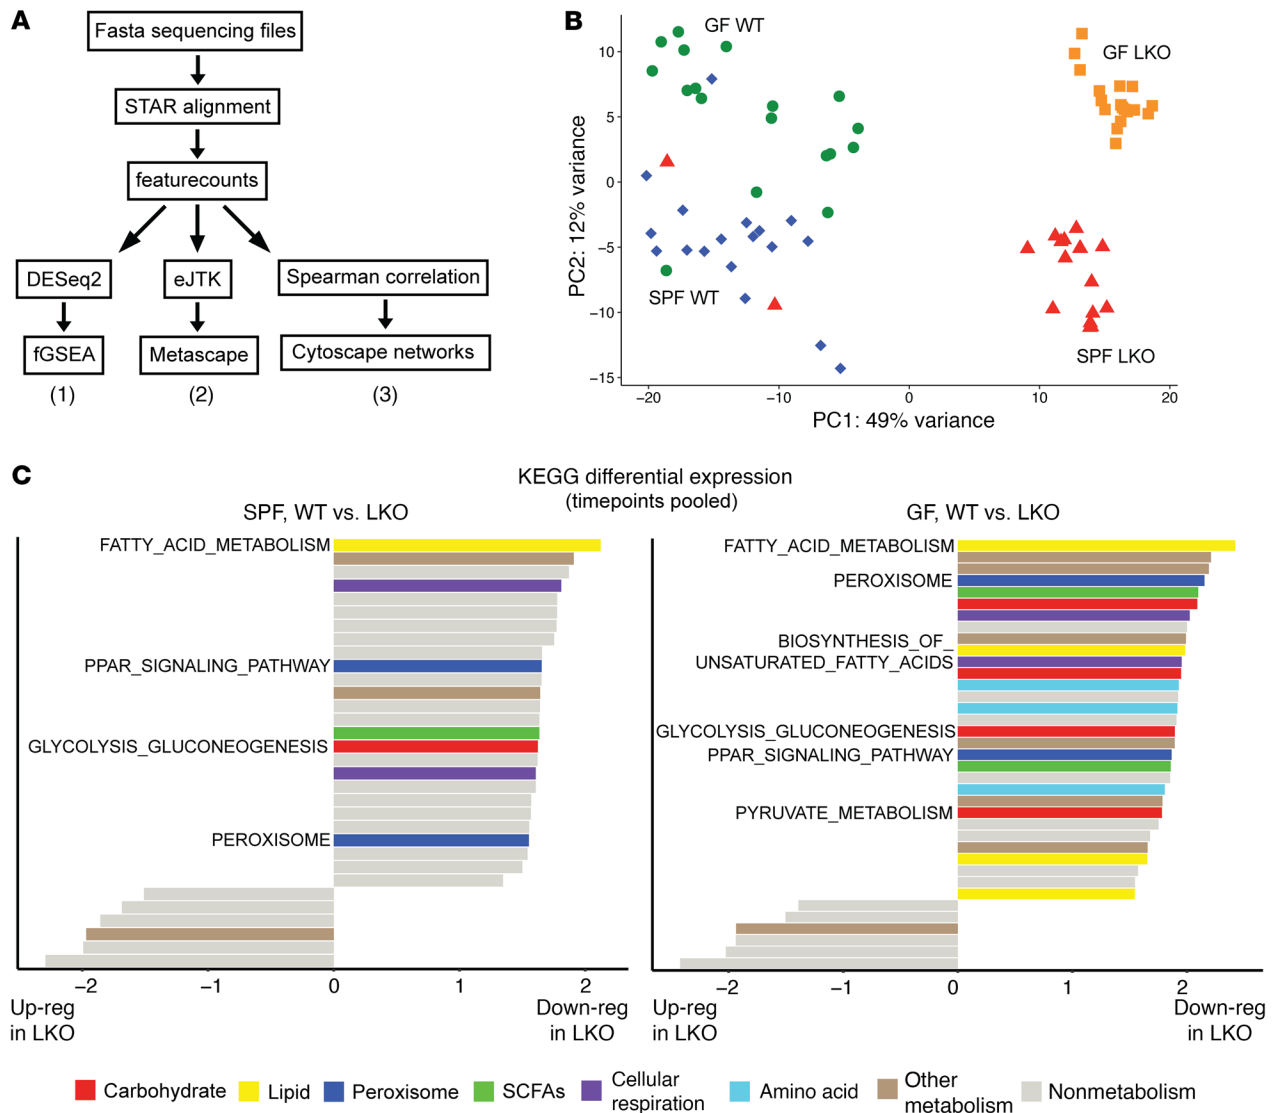 A
Fasta sequencing files
STAR alignment
featurecounts
DESeq2
eJTK
Spearman correlation
fGSEA
Metascape
Cytoscape networks
(1)
(2)
(3)
B
GF WT
GF LKO
SPF WT
SPF LKO
PC2: 12% variance
10
5
0
−5
−10
−15
−20
−10
0
10
20
PC1: 49% variance
C
KEGG differential expression
(timepoints pooled)
SPF, WT vs. LKO
FATTY_ACID_METABOLISM
PPAR_SIGNALING_PATHWAY
GLYCOLYSIS_GLUCONEOGENESIS
PEROXISOME
−2
−1
0
1
2
Up-reg
in LKO
Down-reg
in LKO
GF, WT vs. LKO
FATTY_ACID_METABOLISM
PEROXISOME
BIOSYNTHESIS_OF_
UNSATURATED_FATTY_ACIDS
GLYCOLYSIS_GLUCONEOGENESIS
PPAR_SIGNALING_PATHWAY
PYRUVATE_METABOLISM
−2
−1
0
1
2
Up-reg
in LKO
Down-reg
in LKO
Carbohydrate
Lipid
Peroxisome
SCFAs
Cellular
respiration
Amino acid
Other
metabolism
Nonmetabolism